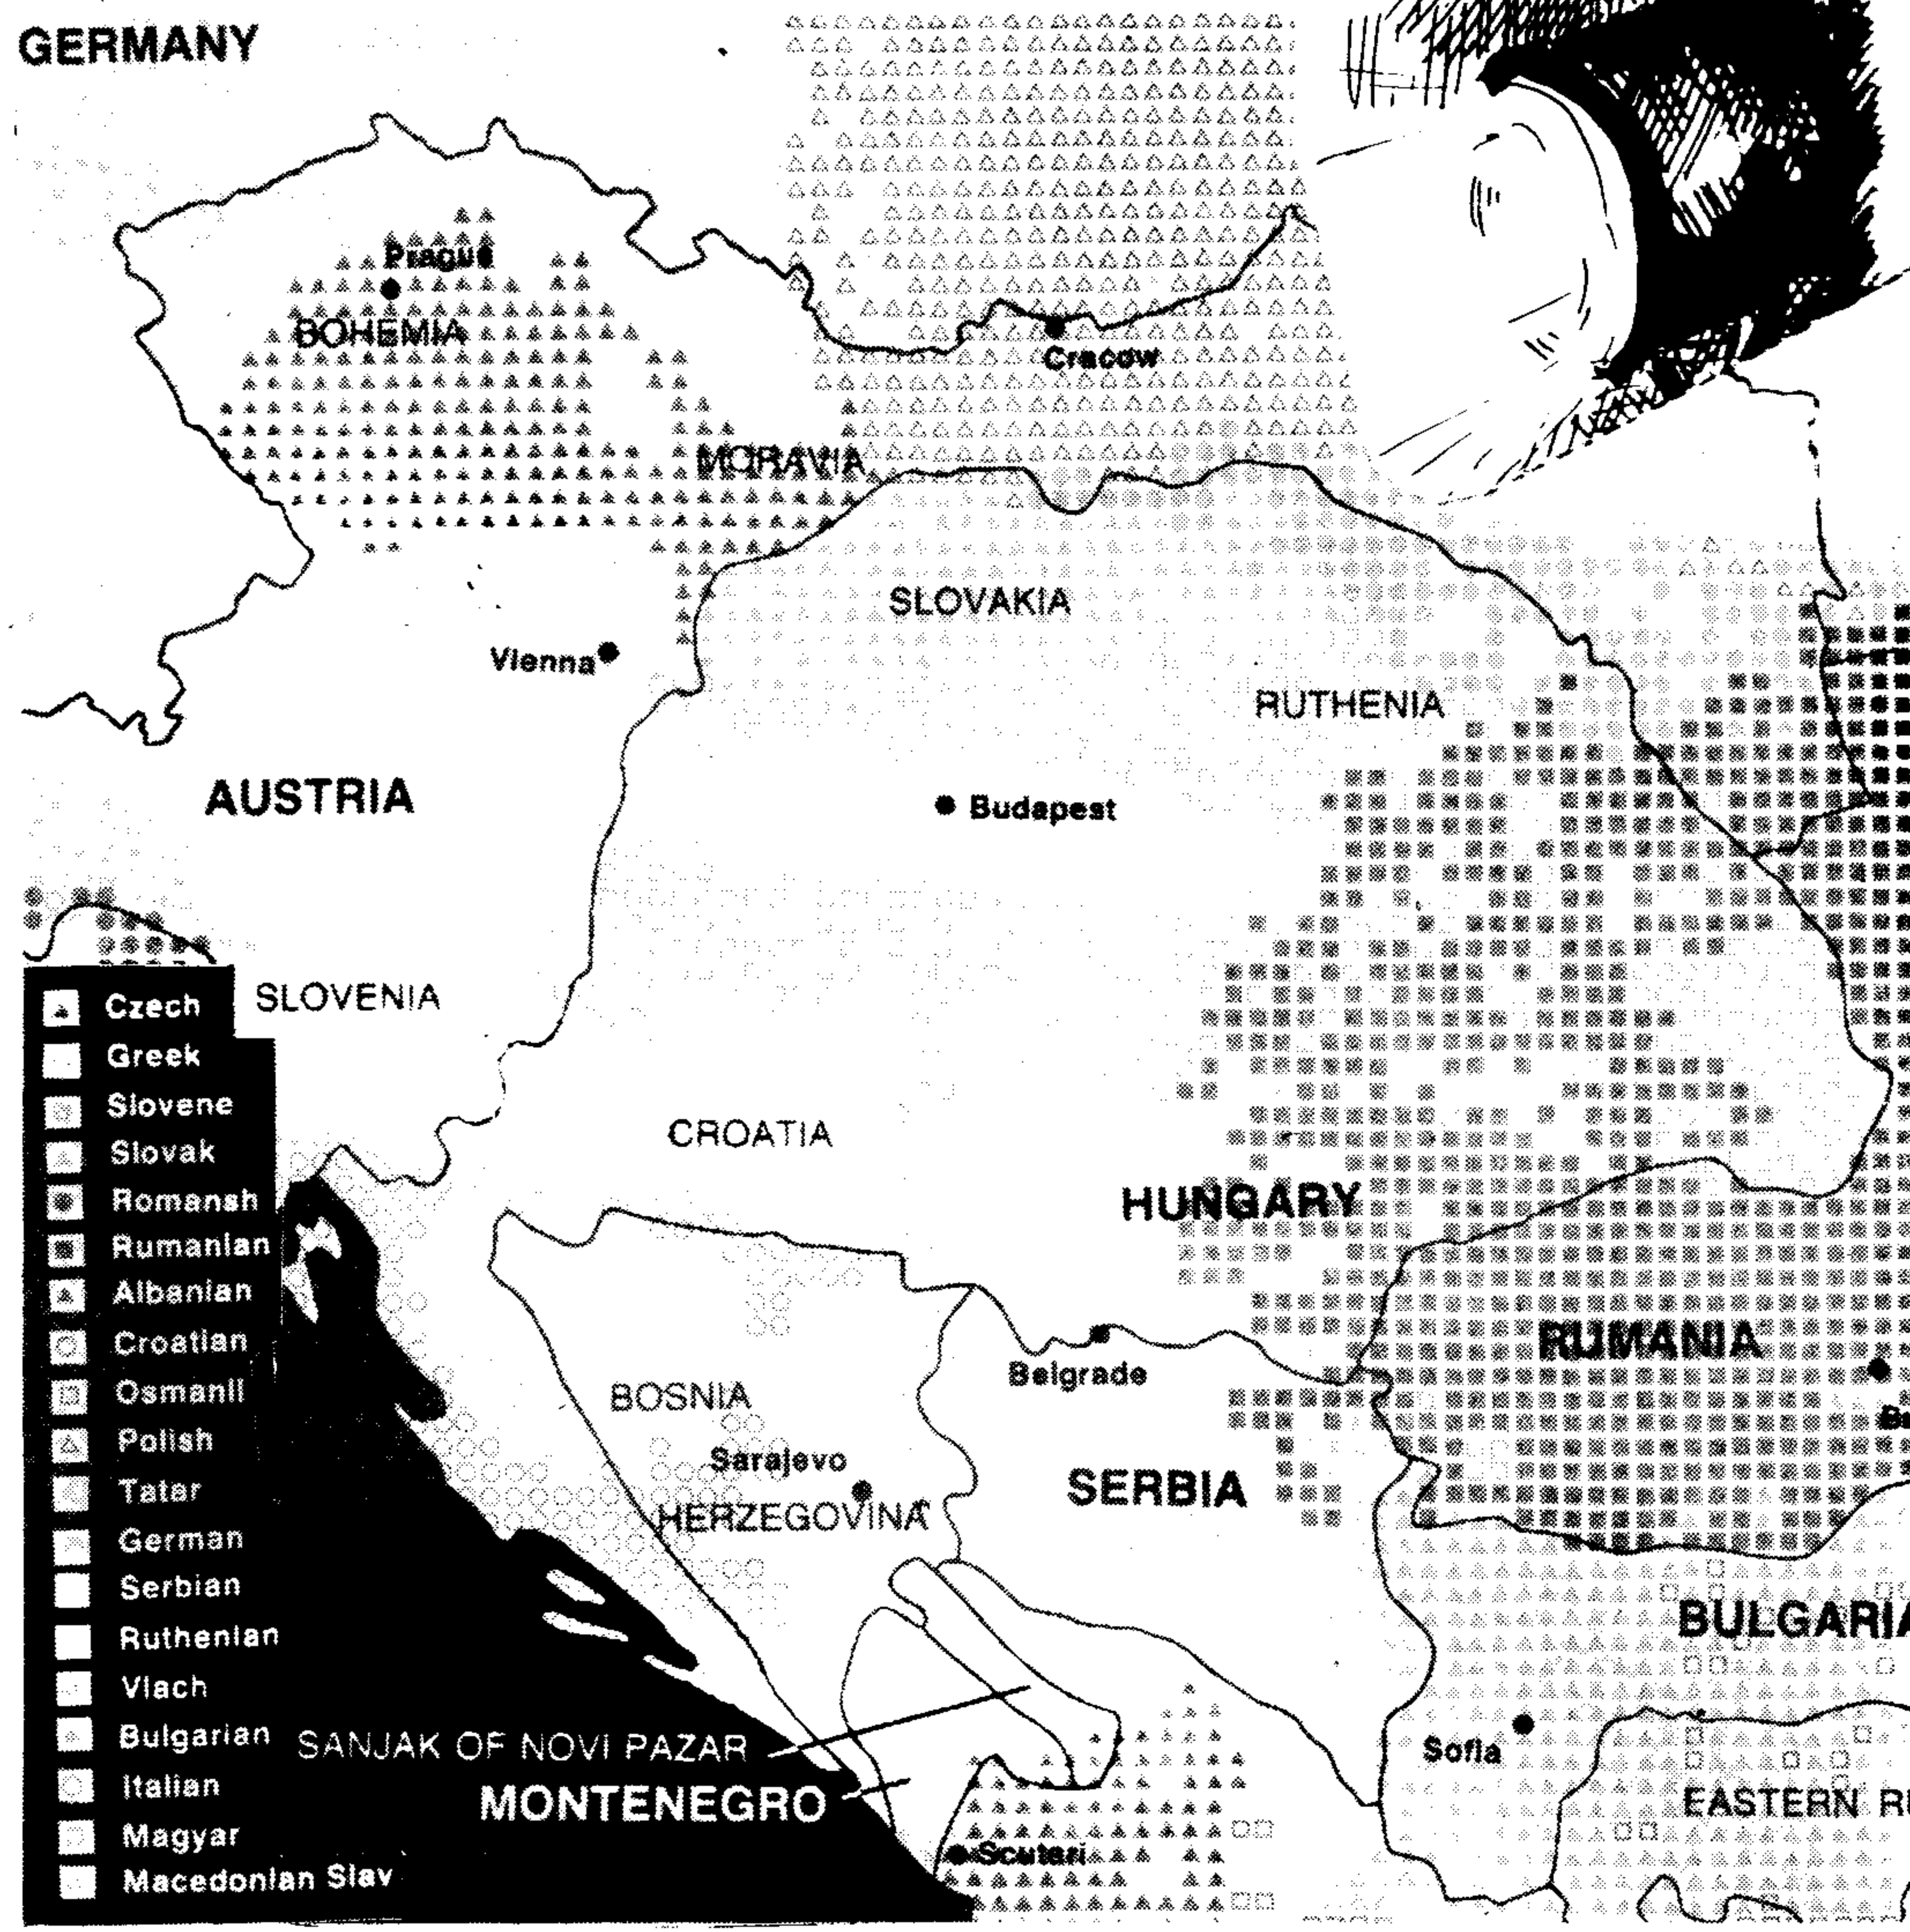 GERMANY
Prague
BOHEMIA
Cracow
MORAVIA
SLOVAKIA
Vienna
RUTHENIA
AUSTRIA
Budapest
SLOVENIA
CROATIA
HUNGARY
RUMANIA
Belgrade
BOSNIA
Sarajevo
HERZEGOVINA
SERBIA
BULGARIA
Sofia
SANJAK OF NOVI PAZAR
MONTENEGRO
EASTERN RU
Scutari
Czech
Greek
Slovene
Slovak
Romansh
Rumanian
Albanian
Croatian
Osmanli
Polish
Tatar
German
Serbian
Ruthenian
Vlach
Bulgarian
Italian
Magyar
Macedonian Slav